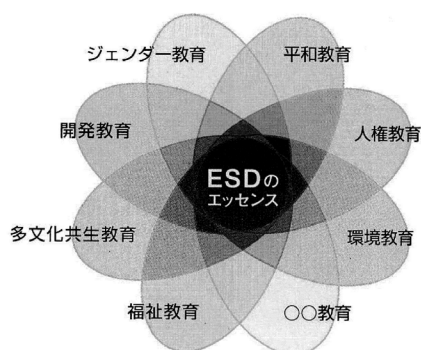 ジェンダー教育
平和教育
開発教育
人権教育
ESDの
エッセンス
多文化共生教育
環境教育
福祉教育
○○教育